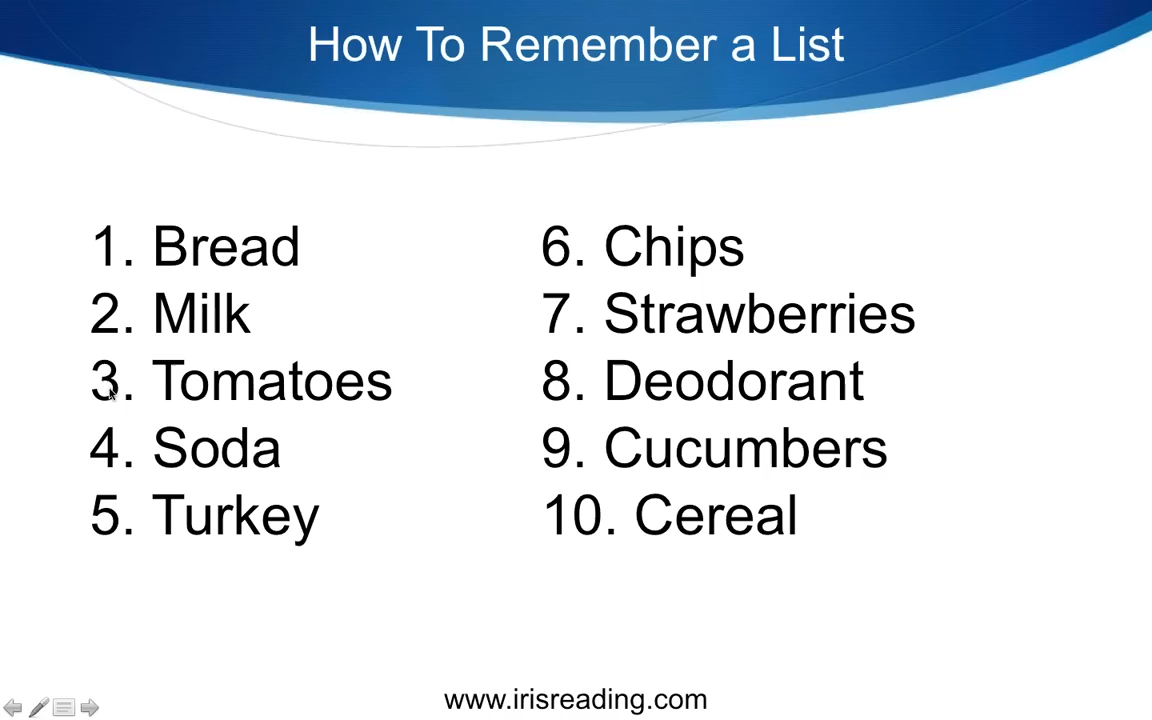 How To Remember a List
1. Bread
2. Milk
3. Tomatoes
4. Soda
5. Turkey
6. Chips
7. Strawberries
8. Deodorant
9. Cucumbers
10. Cereal
www.irisreading.com